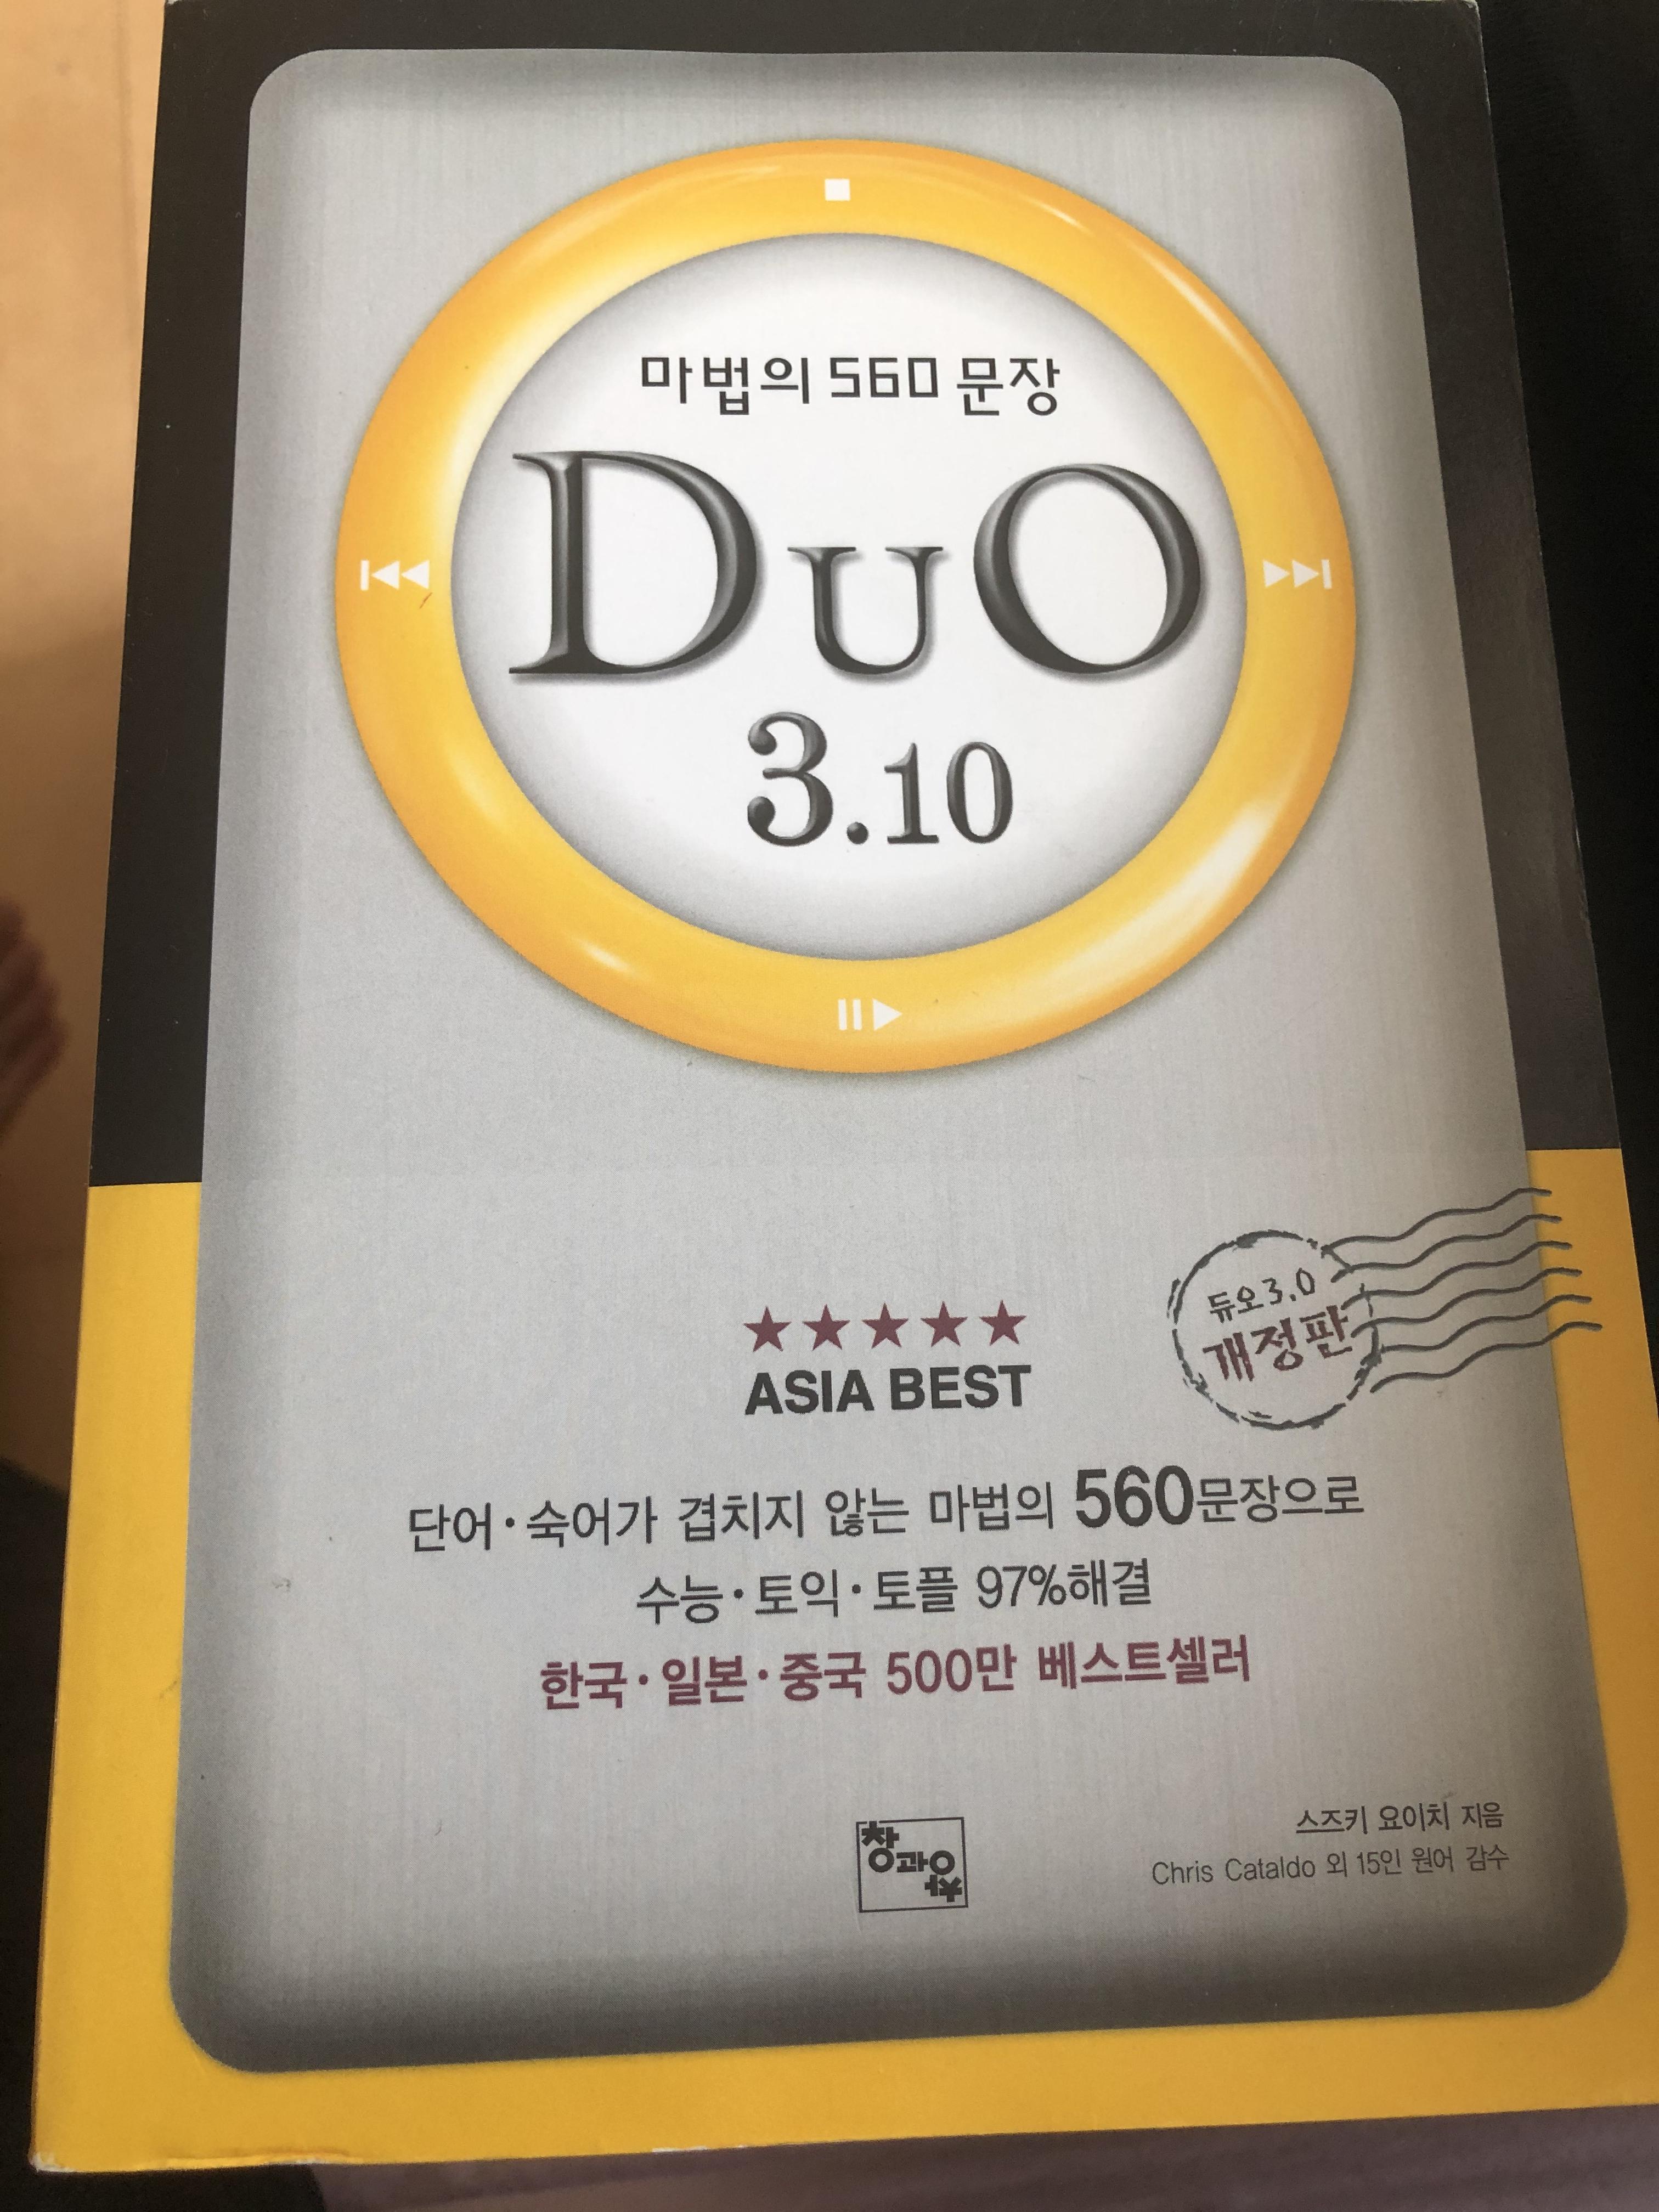 마법의 560 문장
DUO
3.10
듀오3.0
개정판
ASIA BEST
단어·숙어가 겹치지 않는 마법의 560문장으로
수능·토익·토플 97%해결
한국·일본·중국 500만 베스트셀러
스즈키 요이치 지음
Chris Cataldo 외 15인 원어 감수
창과